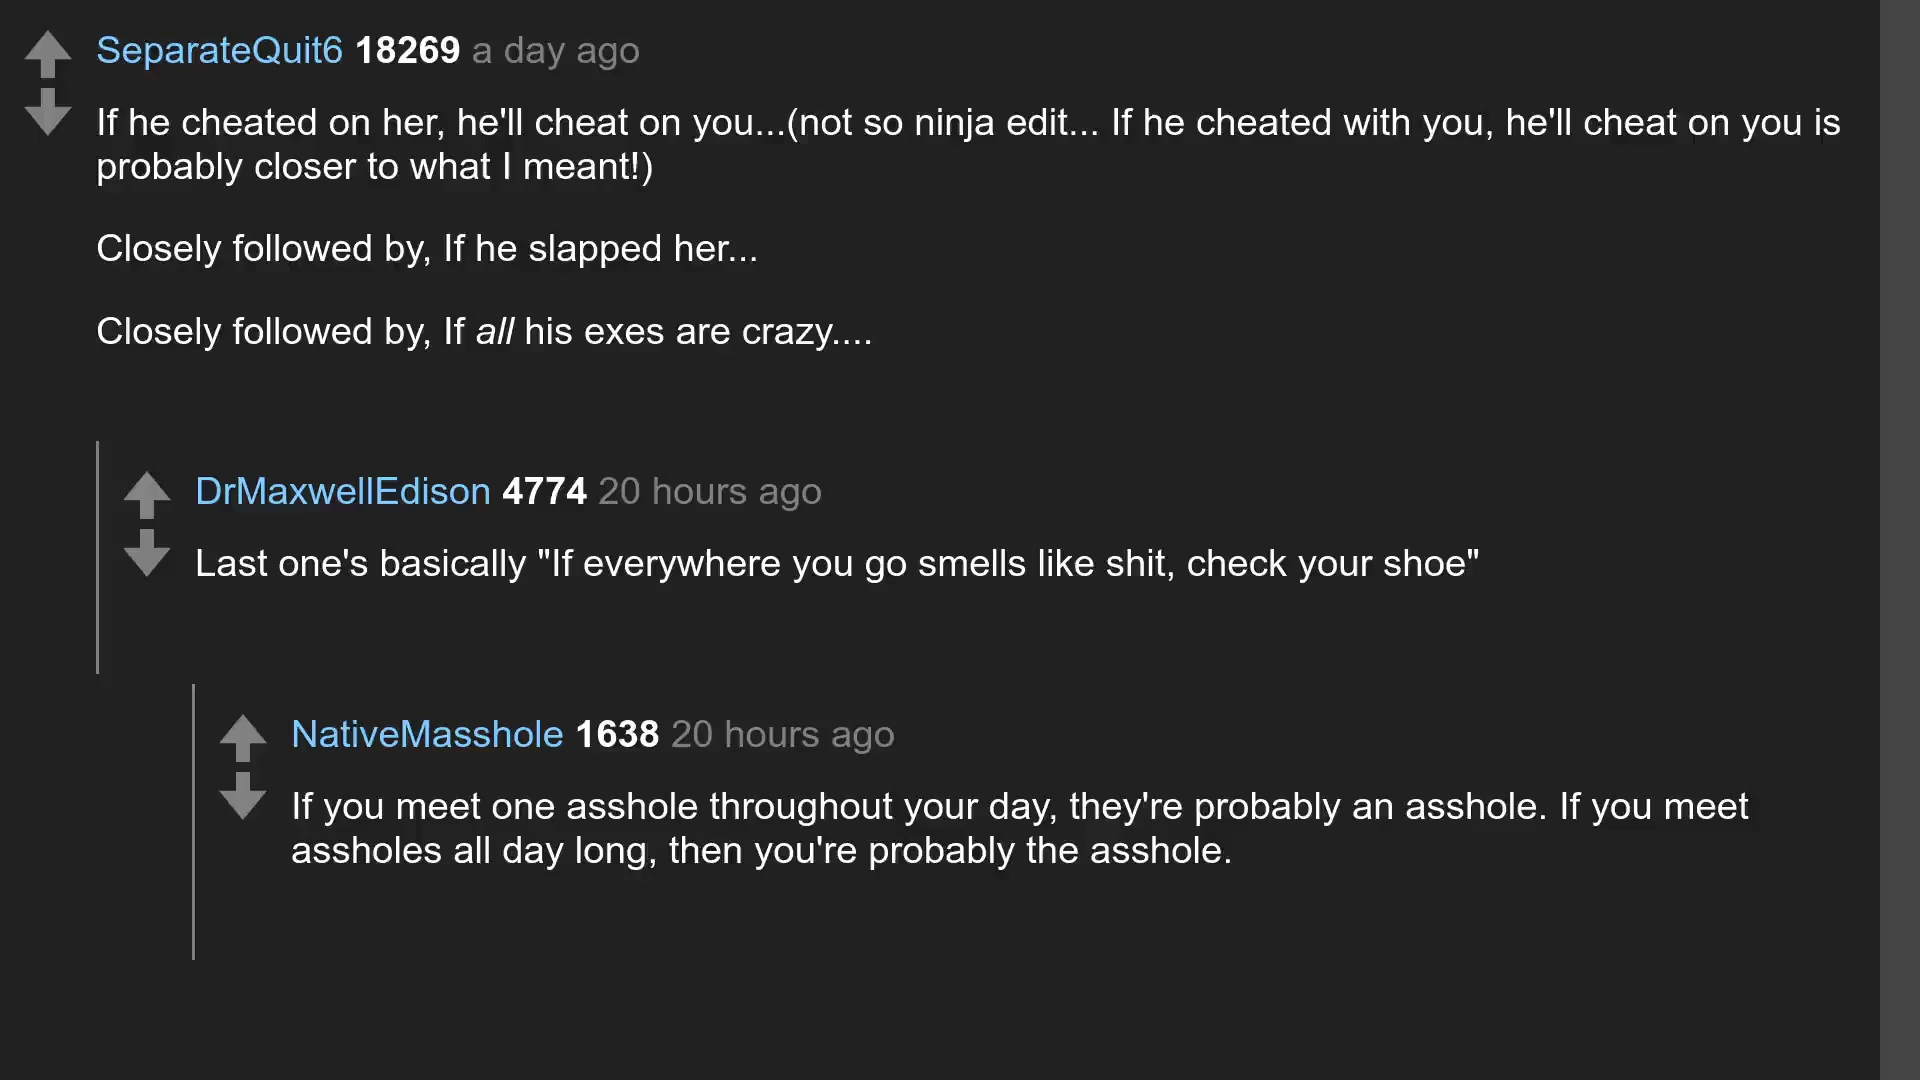 SeparateQuit6 18269 a day ago
If he cheated on her, he'll cheat on you...(not so ninja edit... If he cheated with you, he'll cheat on you is
probably closer to what I meant!)
Closely followed by, If he slapped her...
Closely followed by, If all his exes are crazy....
DrMaxwellEdison 4774 20 hours ago
Last one's basically "If everywhere you go smells like shit, check your shoe"
NativeMasshole 1638 20 hours ago
If you meet one asshole throughout your day, they're probably an asshole. If you meet
assholes all day long, then you're probably the asshole.